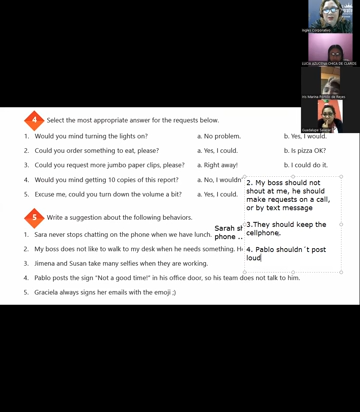 Inglés Corporativo
4 Select the most appropriate answer for the requests below.
1. Would you mind turning the lights on? a. No problem. b. Yes, I would.
2. Could you order something to eat, please? a. Yes, I could. b. Is pizza OK?
3. Could you request more jumbo paper clips, please? a. Right away! b. I could do it.
4. Would you mind getting 10 copies of this report? a. No, I wouldn'
5. Excuse me, could you turn down the volume a bit? a. Yes, I could.
5 Write a suggestion about the following behaviors.
1. Sara never stops chatting on the phone when we have lunch.
2. My boss does not like to walk to my desk when he needs something. H
3. Jimena and Susan take many selfies when they are working.
4. Pablo posts the sign "Not a good time!" in his office door, so his team does not talk to him.
5. Graciela always signs her emails with the emoji ;)
Sarah sh
phone ..
2. My boss should not
shout at me, he should
make requests on a call,
or by text message
3.They should keep the
cellphone,
4. Pablo shouldn´t post
loud